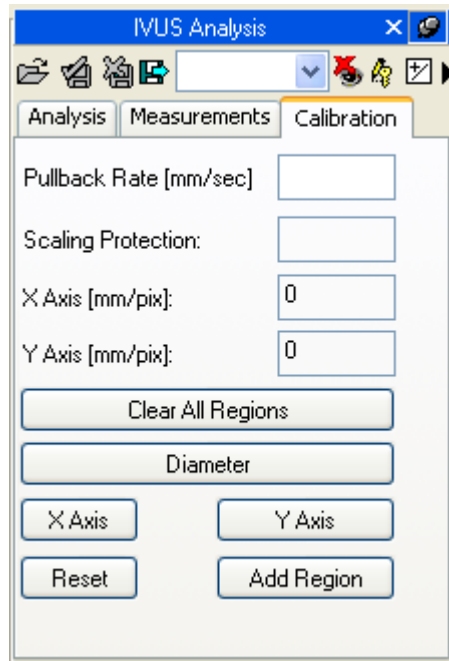 IVUS Analysis
Analysis Measurements Calibration
Pullback Rate [mm/sec]
Scaling Protection:
X Axis [mm/pix]: 0
Y Axis [mm/pix]: 0
Clear All Regions
Diameter
X Axis Y Axis
Reset Add Region